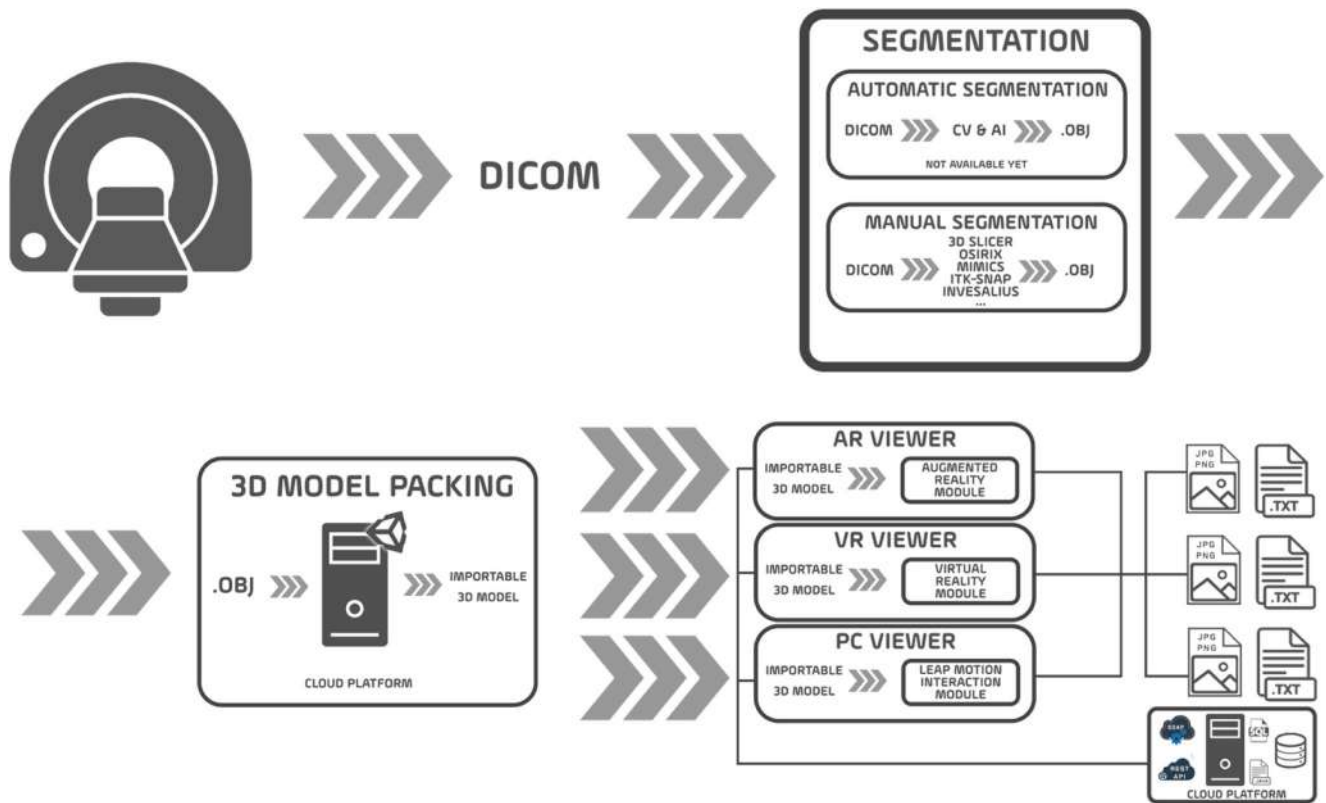 DICOM
SEGMENTATION
AUTOMATIC SEGMENTATION
DICOM CV & AI .OBJ
NOT AVAILABLE YET
MANUAL SEGMENTATION
3D SLICER
OSIRIX
MIMICS
DICOM ITK-SNAP .OBJ
INVESALIUS
...
3D MODEL PACKING
.OBJ
IMPORTABLE
3D MODEL
CLOUD PLATFORM
AR VIEWER
IMPORTABLE
3D MODEL
AUGMENTED
REALITY
MODULE
VR VIEWER
IMPORTABLE
3D MODEL
VIRTUAL
REALITY
MODULE
PC VIEWER
IMPORTABLE
3D MODEL
LEAP MOTION
INTERACTION
MODULE
JPG
PNG
.TXT
JPG
PNG
.TXT
JPG
PNG
.TXT
SOAP
SQL
REST
API
JAVA
CLOUD PLATFORM